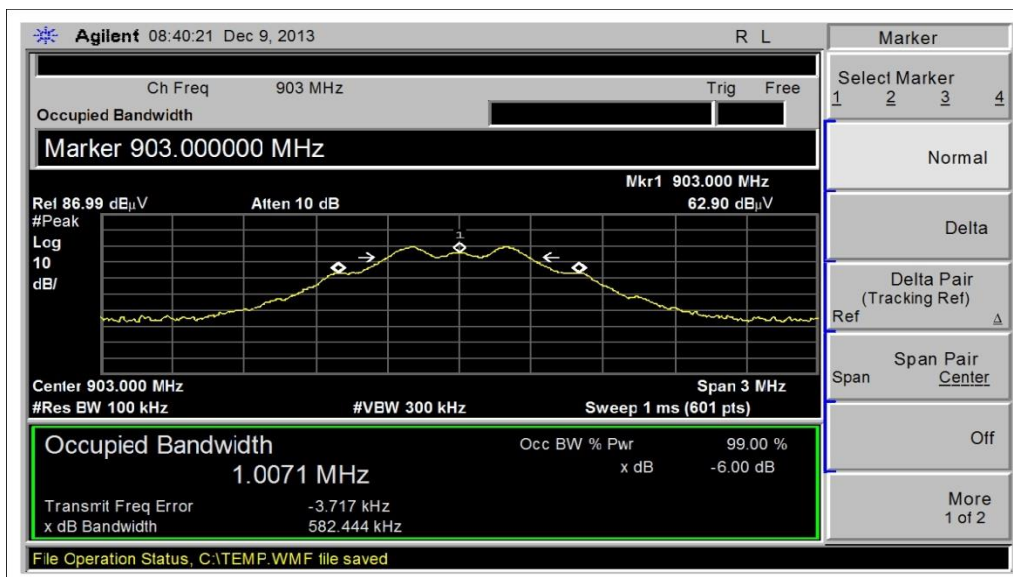 Agilent 08:40:21 Dec 9, 2013 R L
Marker
Ch Freq 903 MHz Trig Free
Occupied Bandwidth
Marker 903.000000 MHz
Mkr1 903.000 MHz
Ref 86.99 dBµV Atten 10 dB 62.90 dBµV
#Peak
Log
10
dB/
1
Center 903.000 MHz Span 3 MHz
#Res BW 100 kHz #VBW 300 kHz Sweep 1 ms (601 pts)
Occupied Bandwidth
1.0071 MHz
Occ BW % Pwr 99.00 %
x dB -6.00 dB
Transmit Freq Error -3.717 kHz
x dB Bandwidth 582.444 kHz
File Operation Status, C:\TEMP.WMF file saved
Select Marker
1 2 3 4
Normal
Delta
Delta Pair
(Tracking Ref)
Ref Δ
Span Pair
Span Center
Off
More
1 of 2